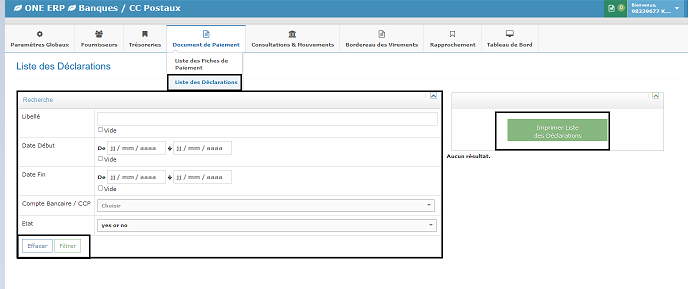 ONE ERP Banques / CC Postaux
0
Bienvenue,
98239677 K...
Paramètres Globaux
Fournisseurs
Trésoreries
Document de Paiement
Consultations & Mouvements
Bordereau des Virements
Rapprochement
Tableau de Bord
Liste des Fiches de
Paiement
Liste des Déclarations
Liste des Déclarations
Recherche
Libellé
Vide
Date Début
De jj / mm / aaaa à jj / mm / aaaa
Vide
Date Fin
De jj / mm / aaaa à jj / mm / aaaa
Vide
Compte Bancaire / CCP
Choisir
Etat
yes or no
Effacer
Filtrer
Imprimer Liste
des Déclarations
Aucun résultat.